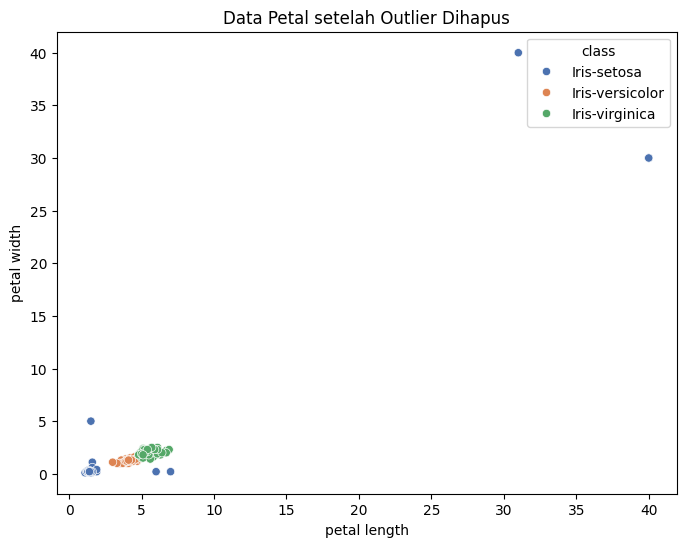 Data Petal setelah Outlier Dihapus
class
Iris-setosa
Iris-versicolor
Iris-virginica
petal width
40
35
30
25
20
15
10
5
0
0 5 10 15 20 25 30 35 40
petal length